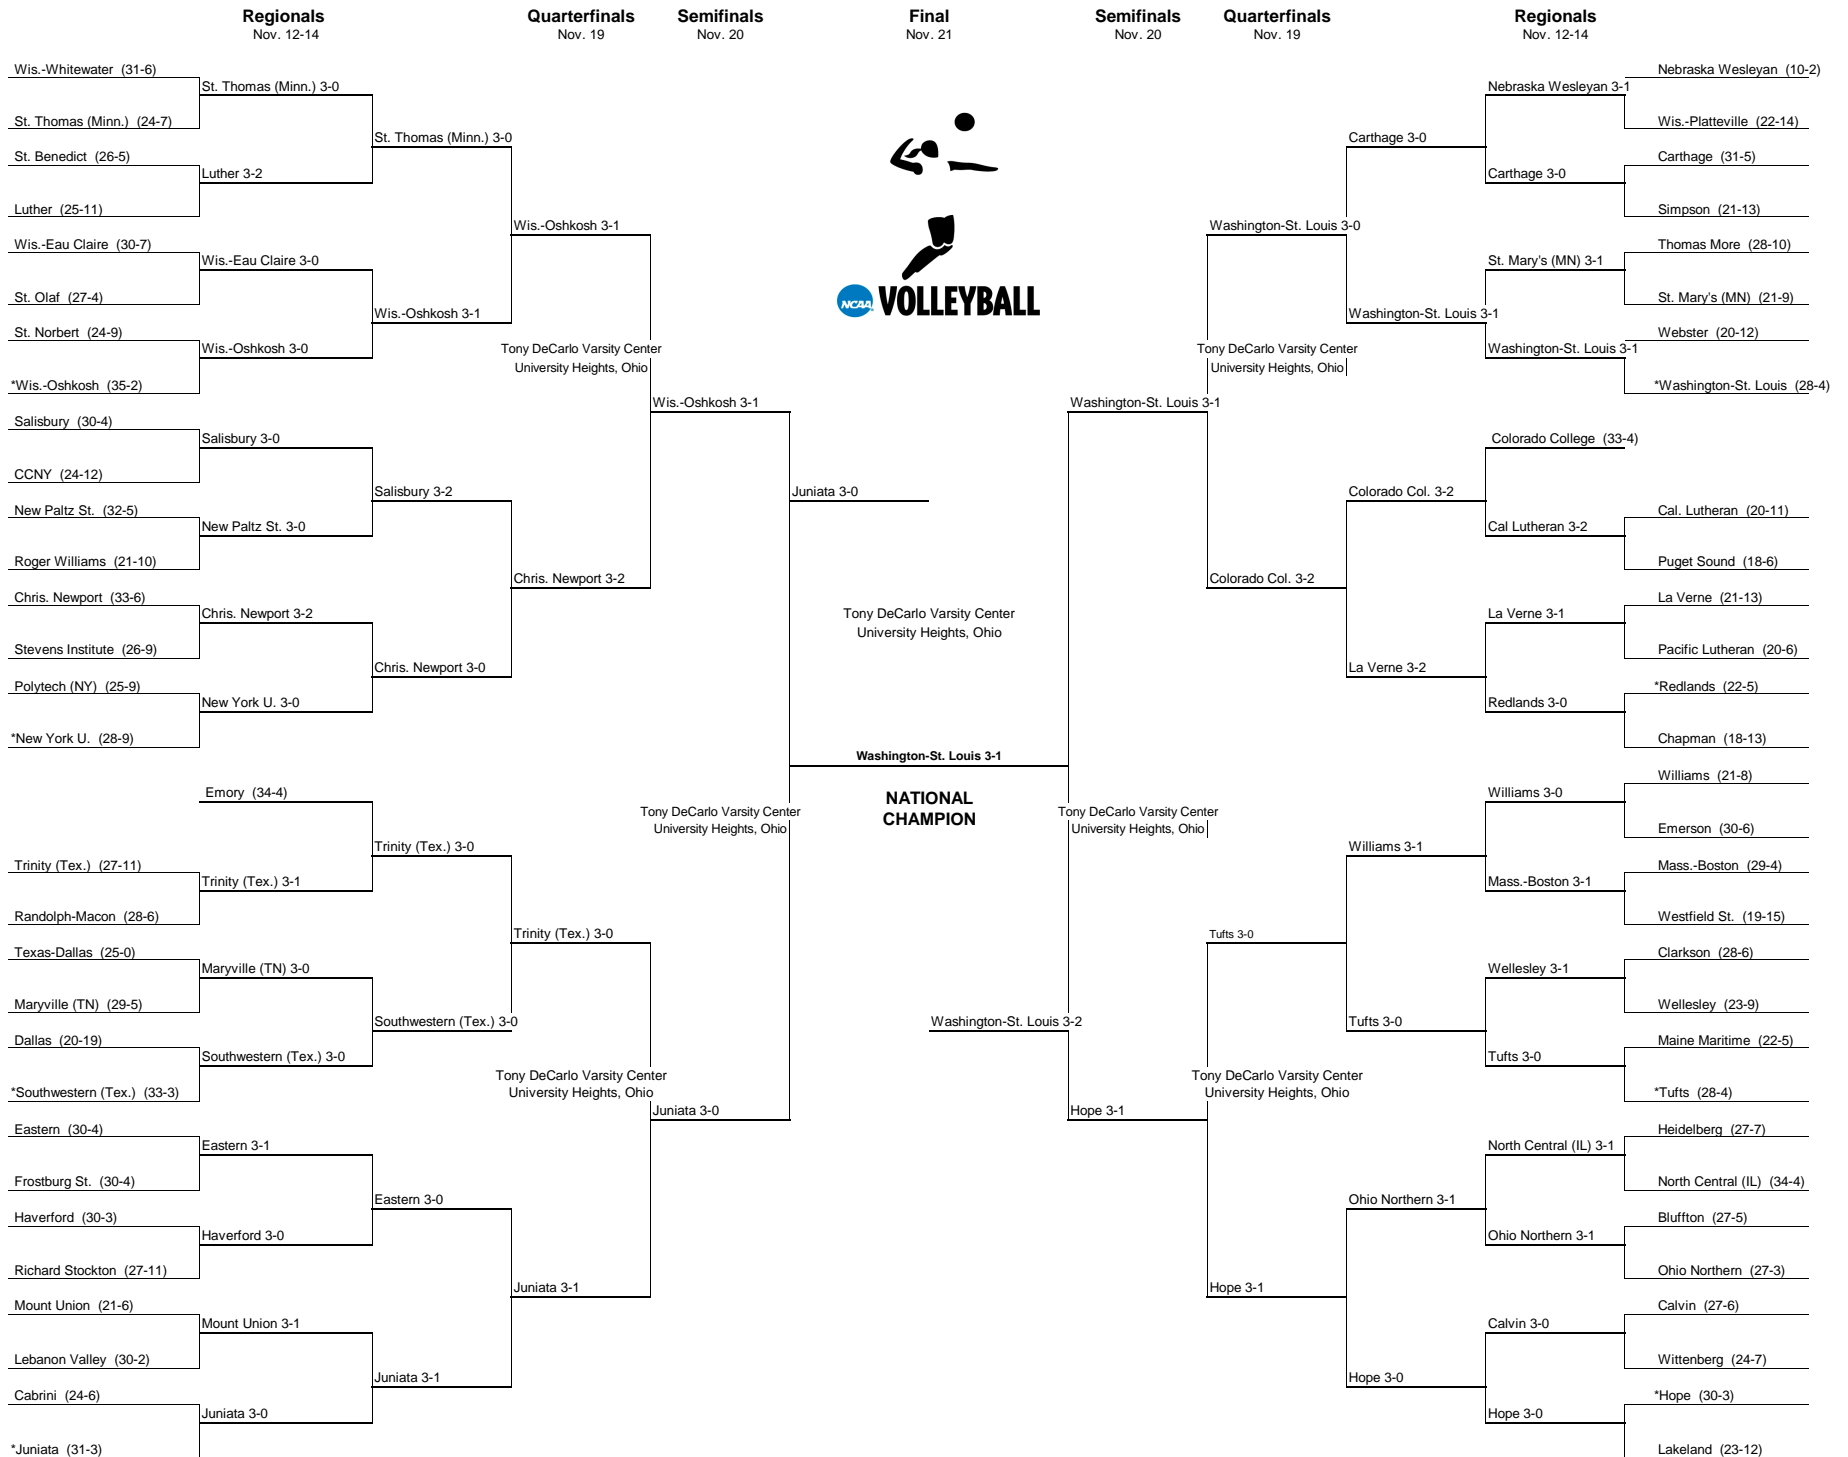 Regionals
Nov. 12-14
Quarterfinals
Nov. 19
Semifinals
Nov. 20
Final
Nov. 21
Semifinals
Nov. 20
Quarterfinals
Nov. 19
Regionals
Nov. 12-14
Wis.-Whitewater (31-6)
St. Thomas (Minn.) (24-7)
St. Benedict (26-5)
Luther (25-11)
Wis.-Eau Claire (30-7)
St. Olaf (27-4)
St. Norbert (24-9)
*Wis.-Oshkosh (35-2)
Salisbury (30-4)
CCNY (24-12)
New Paltz St. (32-5)
Roger Williams (21-10)
Chris. Newport (33-6)
Stevens Institute (26-9)
Polytech (NY) (25-9)
*New York U. (28-9)
Emory (34-4)
Trinity (Tex.) (27-11)
Randolph-Macon (28-6)
Texas-Dallas (25-0)
Maryville (TN) (29-5)
Dallas (20-19)
*Southwestern (Tex.) (33-3)
Eastern (30-4)
Frostburg St. (30-4)
Haverford (30-3)
Richard Stockton (27-11)
Mount Union (21-6)
Lebanon Valley (30-2)
Cabrini (24-6)
*Juniata (31-3)
St. Thomas (Minn.) 3-0
Luther 3-2
Wis.-Eau Claire 3-0
Wis.-Oshkosh 3-0
Salisbury 3-0
New Paltz St. 3-0
Chris. Newport 3-2
New York U. 3-0
Trinity (Tex.) 3-1
Maryville (TN) 3-0
Southwestern (Tex.) 3-0
Eastern 3-1
Haverford 3-0
Mount Union 3-1
Juniata 3-0
St. Thomas (Minn.) 3-0
Wis.-Oshkosh 3-1
Salisbury 3-2
Chris. Newport 3-0
Trinity (Tex.) 3-0
Southwestern (Tex.) 3-0
Eastern 3-0
Juniata 3-1
Wis.-Oshkosh 3-1
Tony DeCarlo Varsity Center
University Heights, Ohio
Chris. Newport 3-2
Trinity (Tex.) 3-0
Tony DeCarlo Varsity Center
University Heights, Ohio
Juniata 3-1
Wis.-Oshkosh 3-1
Tony DeCarlo Varsity Center
University Heights, Ohio
Juniata 3-0
NCAA VOLLEYBALL
Juniata 3-0
Tony DeCarlo Varsity Center
University Heights, Ohio
Washington-St. Louis 3-1
NATIONAL
CHAMPION
Washington-St. Louis 3-2
Washington-St. Louis 3-1
Tony DeCarlo Varsity Center
University Heights, Ohio
Hope 3-1
Washington-St. Louis 3-0
Tony DeCarlo Varsity Center
University Heights, Ohio
Colorado Col. 3-2
Tufts 3-0
Tony DeCarlo Varsity Center
University Heights, Ohio
Hope 3-1
Carthage 3-0
Washington-St. Louis 3-1
Colorado Col. 3-2
La Verne 3-2
Williams 3-1
Tufts 3-0
Ohio Northern 3-1
Hope 3-0
Nebraska Wesleyan 3-1
Carthage 3-0
St. Mary's (MN) 3-1
Washington-St. Louis 3-1
Colorado College (33-4)
Cal Lutheran 3-2
La Verne 3-1
Redlands 3-0
Williams 3-0
Mass.-Boston 3-1
Wellesley 3-1
Tufts 3-0
North Central (IL) 3-1
Ohio Northern 3-1
Calvin 3-0
Hope 3-0
Nebraska Wesleyan (10-2)
Wis.-Platteville (22-14)
Carthage (31-5)
Simpson (21-13)
Thomas More (28-10)
St. Mary's (MN) (21-9)
Webster (20-12)
*Washington-St. Louis (28-4)
Cal. Lutheran (20-11)
Puget Sound (18-6)
La Verne (21-13)
Pacific Lutheran (20-6)
*Redlands (22-5)
Chapman (18-13)
Williams (21-8)
Emerson (30-6)
Mass.-Boston (29-4)
Westfield St. (19-15)
Clarkson (28-6)
Wellesley (23-9)
Maine Maritime (22-5)
*Tufts (28-4)
Heidelberg (27-7)
North Central (IL) (34-4)
Bluffton (27-5)
Ohio Northern (27-3)
Calvin (27-6)
Wittenberg (24-7)
*Hope (30-3)
Lakeland (23-12)